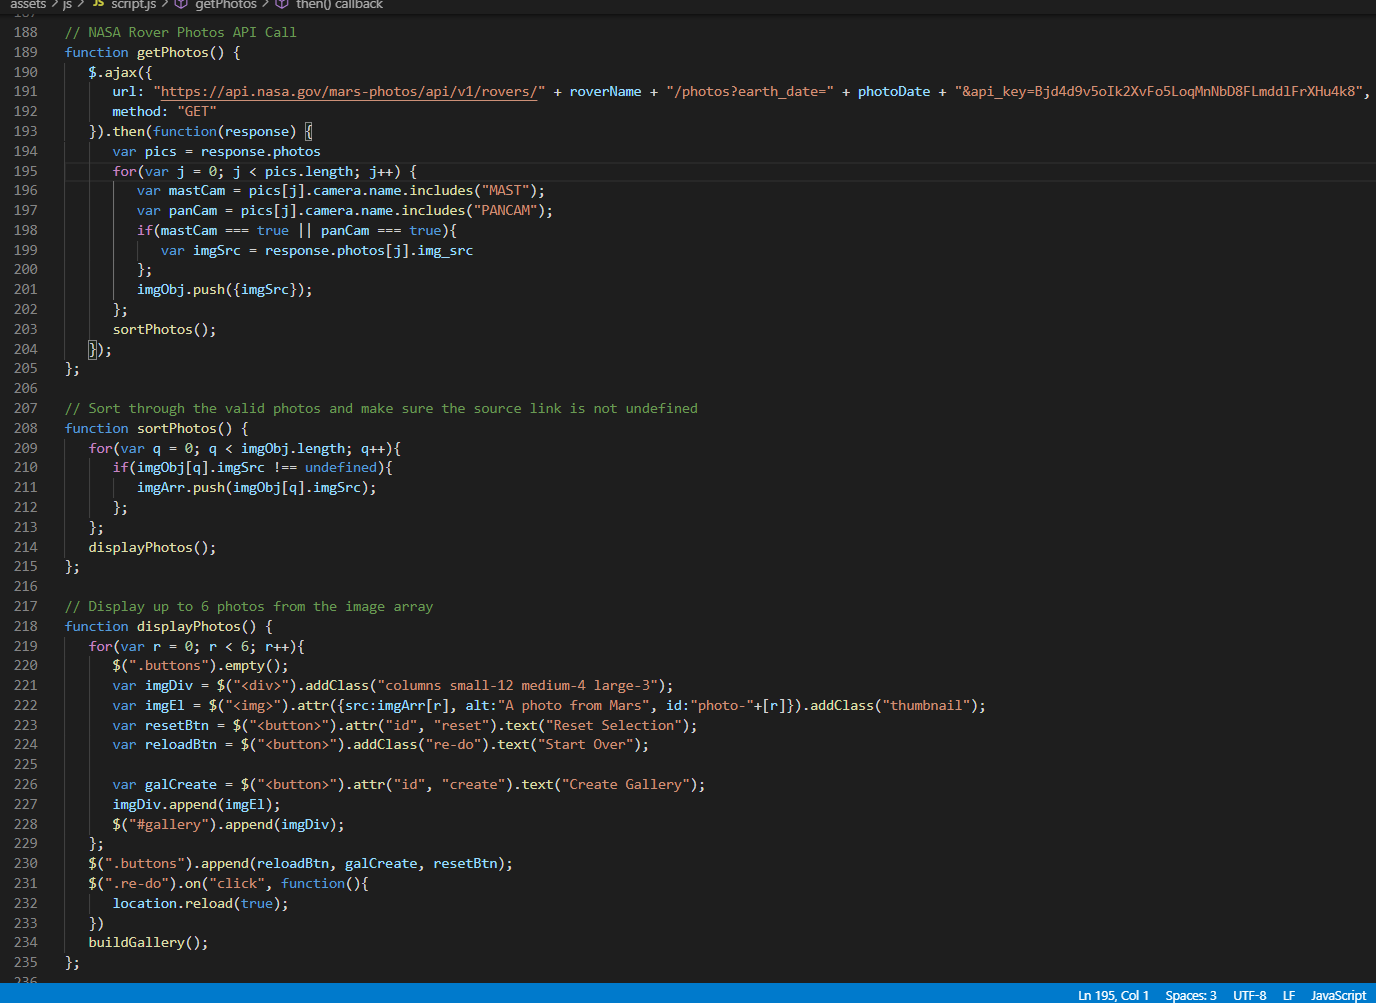 assets > js > JS script.js > getPhotos > then() callback
187
188 // NASA Rover Photos API Call
189 function getPhotos() {
190 $.ajax({
191 url: "https://api.nasa.gov/mars-photos/api/v1/rovers/" + roverName + "/photos?earth_date=" + photoDate + "&api_key=Bjd4d9v5oIk2XvFo5LoqMnNbD8FLmddlFrXHu4k8",
192 method: "GET"
193 }).then(function(response) {
194 var pics = response.photos
195 for(var j = 0; j < pics.length; j++) {
196 var mastCam = pics[j].camera.name.includes("MAST");
197 var panCam = pics[j].camera.name.includes("PANCAM");
198 if(mastCam === true || panCam === true){
199 var imgSrc = response.photos[j].img_src
200 };
201 imgObj.push({imgSrc});
202 };
203 sortPhotos();
204 });
205 };
206
207 // Sort through the valid photos and make sure the source link is not undefined
208 function sortPhotos() {
209 for(var q = 0; q < imgObj.length; q++){
210 if(imgObj[q].imgSrc !== undefined){
211 imgArr.push(imgObj[q].imgSrc);
212 };
213 };
214 displayPhotos();
215 };
216
217 // Display up to 6 photos from the image array
218 function displayPhotos() {
219 for(var r = 0; r < 6; r++){
220 $(".buttons").empty();
221 var imgDiv = $("<div>").addClass("columns small-12 medium-4 large-3");
222 var imgEl = $("<img>").attr({src:imgArr[r], alt:"A photo from Mars", id:"photo-"+[r]}).addClass("thumbnail");
223 var resetBtn = $("<button>").attr("id", "reset").text("Reset Selection");
224 var reloadBtn = $("<button>").addClass("re-do").text("Start Over");
225
226 var galCreate = $("<button>").attr("id", "create").text("Create Gallery");
227 imgDiv.append(imgEl);
228 $("#gallery").append(imgDiv);
229 };
230 $(".buttons").append(reloadBtn, galCreate, resetBtn);
231 $(".re-do").on("click", function(){
232 location.reload(true);
233 })
234 buildGallery();
235 };
236
Ln 195, Col 1 Spaces: 3 UTF-8 LF JavaScript